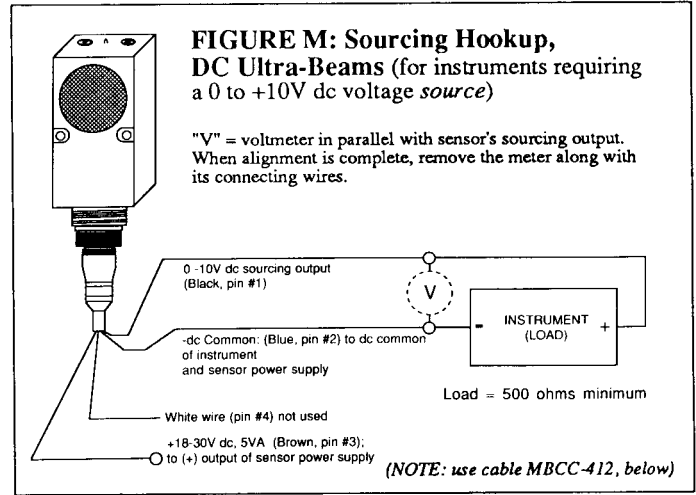 FIGURE M: Sourcing Hookup,
DC Ultra-Beams (for instruments requiring
a 0 to +10V dc voltage source)
"V" = voltmeter in parallel with sensor's sourcing output.
When alignment is complete, remove the meter along with
its connecting wires.
0 -10V dc sourcing output
(Black, pin #1)
V
- INSTRUMENT +
(LOAD)
-dc Common: (Blue, pin #2) to dc common
of instrument
and sensor power supply
Load = 500 ohms minimum
White wire (pin #4) not used
+18-30V dc, 5VA (Brown, pin #3);
to (+) output of sensor power supply
(NOTE: use cable MBCC-412, below)